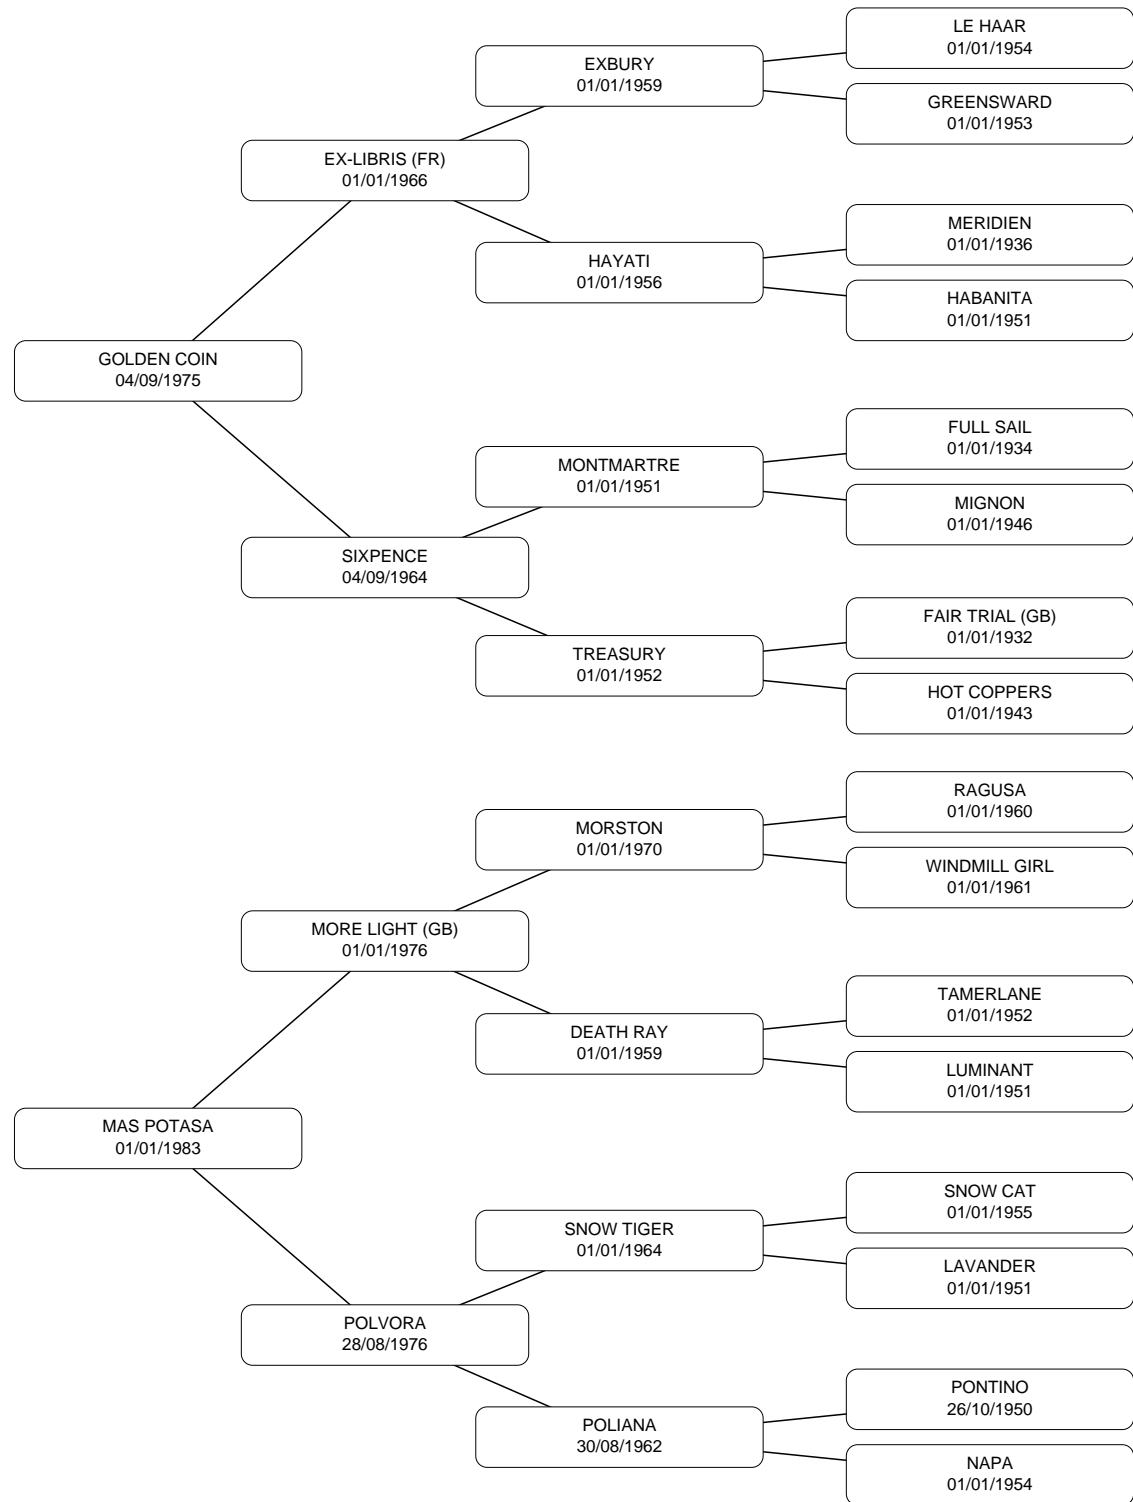 LE HAAR
01/01/1954
EXBURY
01/01/1959
GREENSWARD
01/01/1953
EX-LIBRIS (FR)
01/01/1966
MERIDIEN
01/01/1936
HAYATI
01/01/1956
HABANITA
01/01/1951
GOLDEN COIN
04/09/1975
FULL SAIL
01/01/1934
MONTMARTRE
01/01/1951
MIGNON
01/01/1946
SIXPENCE
04/09/1964
FAIR TRIAL (GB)
01/01/1932
TREASURY
01/01/1952
HOT COPPERS
01/01/1943
RAGUSA
01/01/1960
MORSTON
01/01/1970
WINDMILL GIRL
01/01/1961
MORE LIGHT (GB)
01/01/1976
TAMERLANE
01/01/1952
DEATH RAY
01/01/1959
LUMINANT
01/01/1951
MAS POTASA
01/01/1983
SNOW CAT
01/01/1955
SNOW TIGER
01/01/1964
LAVANDER
01/01/1951
POLVORA
28/08/1976
PONTINO
26/10/1950
POLIANA
30/08/1962
NAPA
01/01/1954